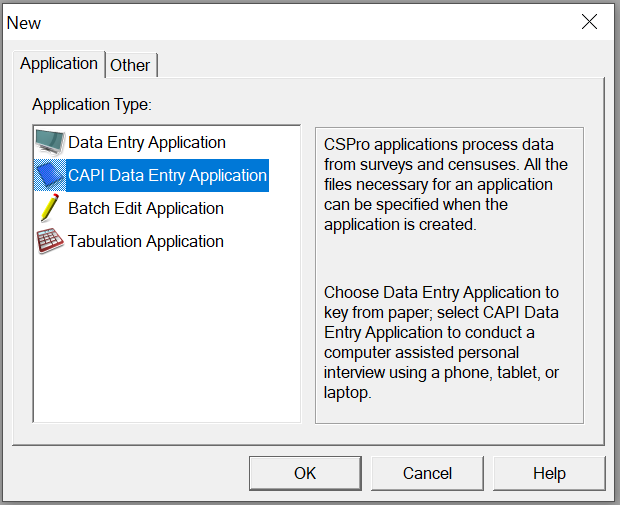 New
Application
Other
Application Type:
Data Entry Application
CAPI Data Entry Application
Batch Edit Application
Tabulation Application
CSPro applications process data
from surveys and censuses. All the
files necessary for an application
can be specified when the
application is created.
Choose Data Entry Application to
key from paper; select CAPI Data
Entry Application to conduct a
computer assisted personal
interview using a phone, tablet, or
laptop.
OK
Cancel
Help